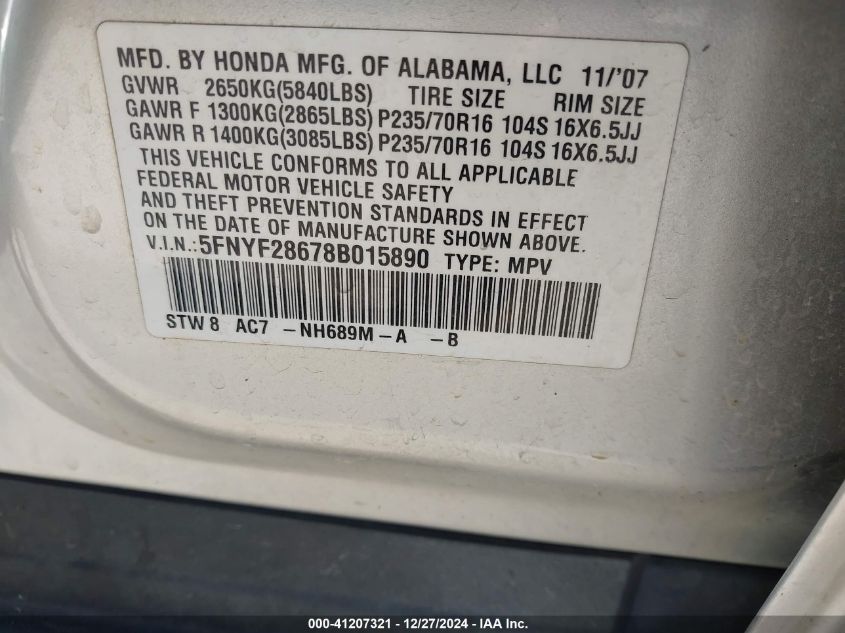 MFD. BY HONDA MFG. OF ALABAMA, LLC 11/'07
GVWR 2650KG(5840LBS) TIRE SIZE RIM SIZE
GAWR F 1300KG(2865LBS) P235/70R16 104S 16X6.5JJ
GAWR R 1400KG(3085LBS) P235/70R16 104S 16X6.5JJ
THIS VEHICLE CONFORMS TO ALL APPLICABLE
FEDERAL MOTOR VEHICLE SAFETY
AND THEFT PREVENTION STANDARDS IN EFFECT
ON THE DATE OF MANUFACTURE SHOWN ABOVE.
V.I.N.: 5FNYF28678B015890 TYPE: MPV
STW 8 AC7 -NH689M-A -B
000-41207321 / 12/27/2024 - IAA Inc.